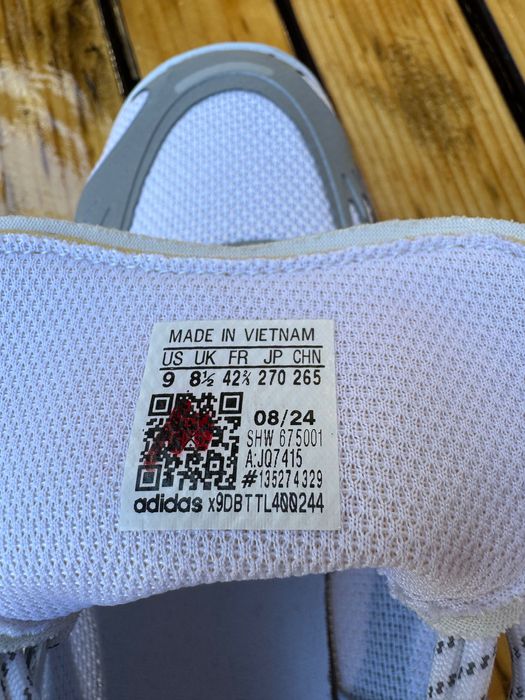 MADE IN VIETNAM
US UK FR JP CHN
9 8½ 42⅔ 270 265
08/24
SHW 675001
A:JQ7415
#135274329
adidas x9DBTTL400244